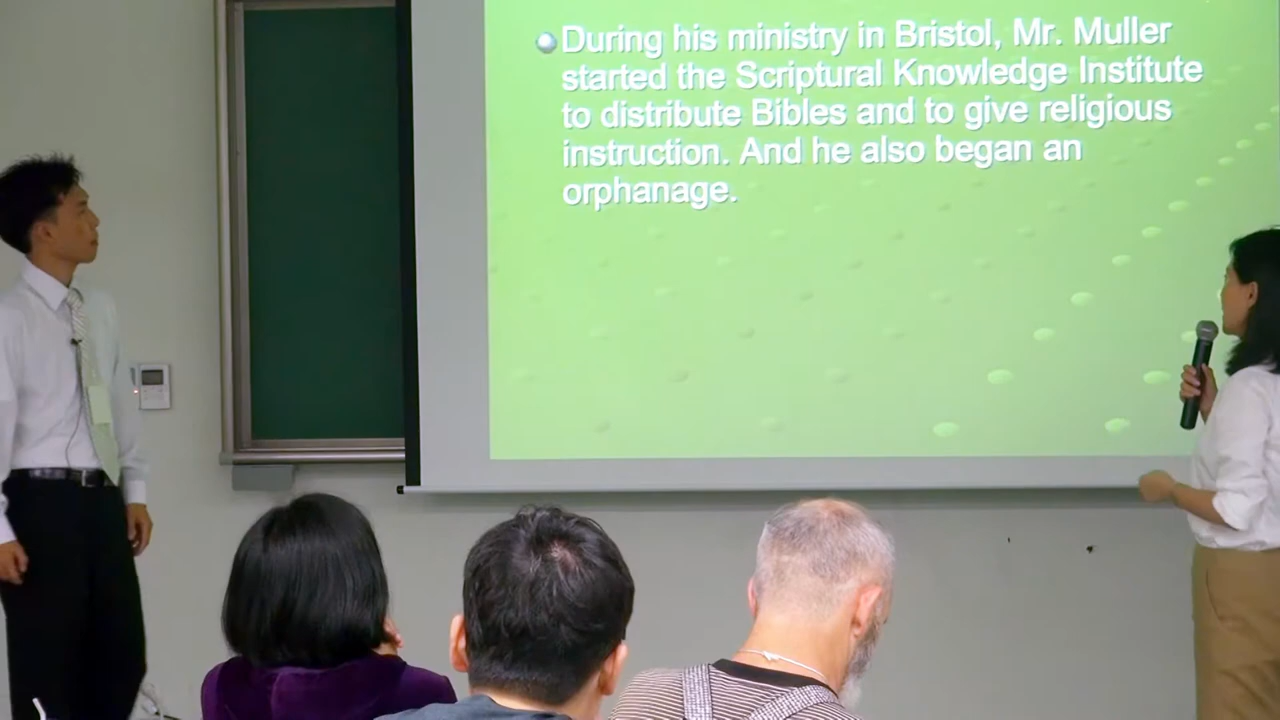 During his ministry in Bristol, Mr. Muller
started the Scriptural Knowledge Institute
to distribute Bibles and to give religious
instruction. And he also began an
orphanage.